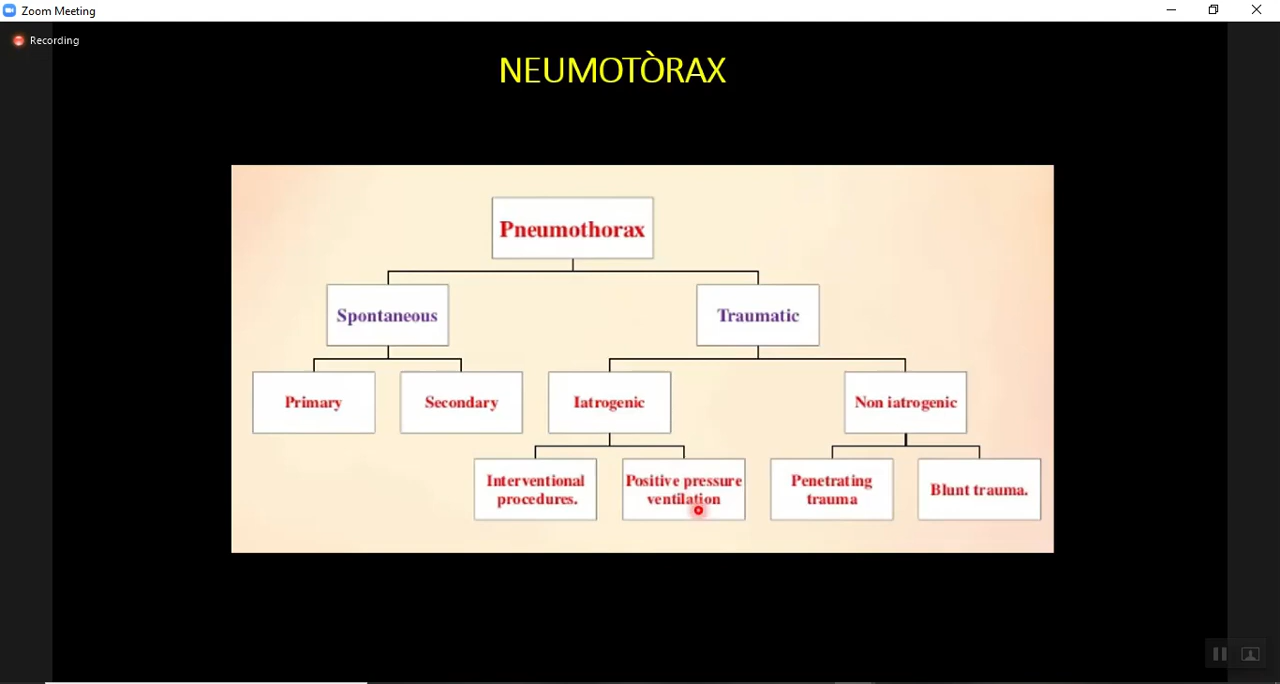 Zoom Meeting
Recording
NEUMOTÒRAX
Pneumothorax
Spontaneous
Traumatic
Primary
Secondary
Iatrogenic
Non iatrogenic
Interventional
procedures.
Positive pressure
ventilation
Penetrating
trauma
Blunt trauma.